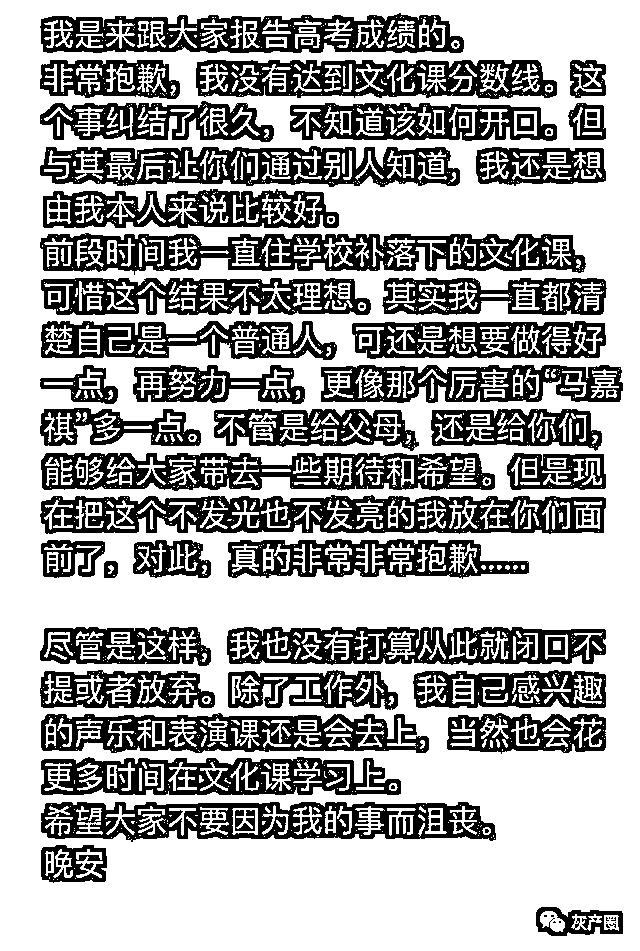 我是来跟大家报告高考成绩的。
非常抱歉，我没有达到文化课分数线。这
个事纠结了很久，不知道该如何开口。但
与其最后让你们通过别人知道，我还是想
由我本人来说比较好。
前段时间我一直住学校补落下的文化课，
可惜这个结果不太理想。其实我一直都清
楚自己是一个普通人，可还是想要做得好
一点，再努力一点，更像那个厉害的“马嘉
祺”多一点。不管是给父母，还是给你们，
能够给大家带去一些期待和希望。但是现
在把这个不发光也不发亮的我放在你们面
前了，对此，真的非常非常抱歉……
尽管是这样，我也没有打算从此就闭口不
提或者放弃。除了工作外，我自己感兴趣
的声乐和表演课还是会去上，当然也会花
更多时间在文化课学习上。
希望大家不要因为我的事而沮丧。
晚安
灰产圈